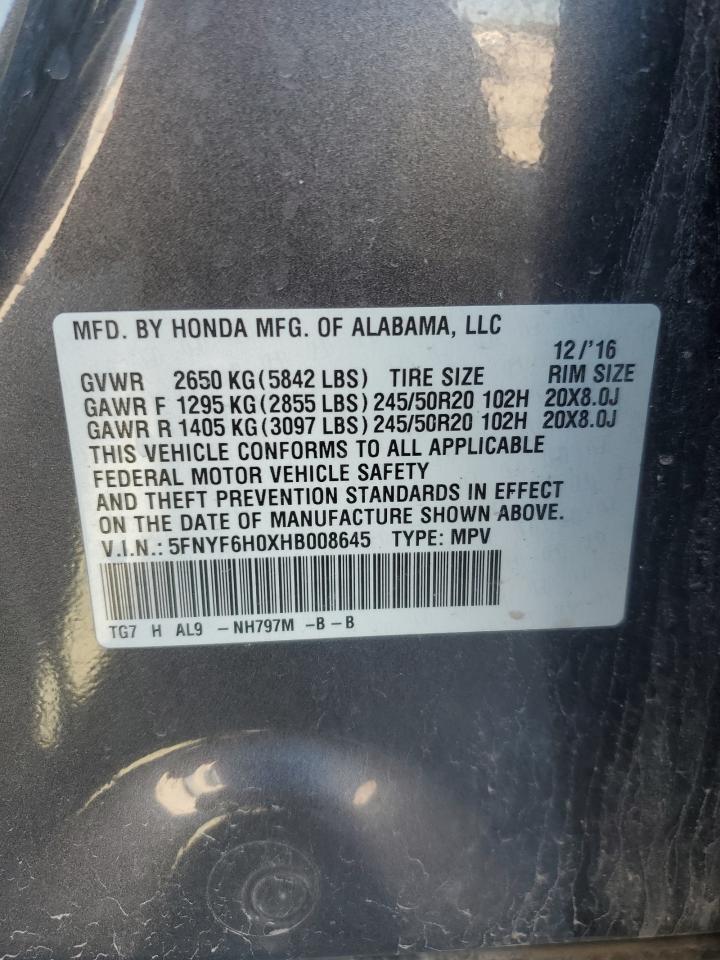 MFD. BY HONDA MFG. OF ALABAMA, LLC
12/'16
GVWR 2650 KG(5842 LBS) TIRE SIZE RIM SIZE
GAWR F 1295 KG(2855 LBS)245/50R20 102H 20X8.0J
GAWR R 1405 KG(3097 LBS)245/50R20 102H 20X8.0J
THIS VEHICLE CONFORMS TO ALL APPLICABLE
FEDERAL MOTOR VEHICLE SAFETY
AND THEFT PREVENTION STANDARDS IN EFFECT
ON THE DATE OF MANUFACTURE SHOWN ABOVE.
V.I.N.: 5FNYF6H0XHB008645 TYPE: MPV
TG7 H AL9 -NH797M -B-B